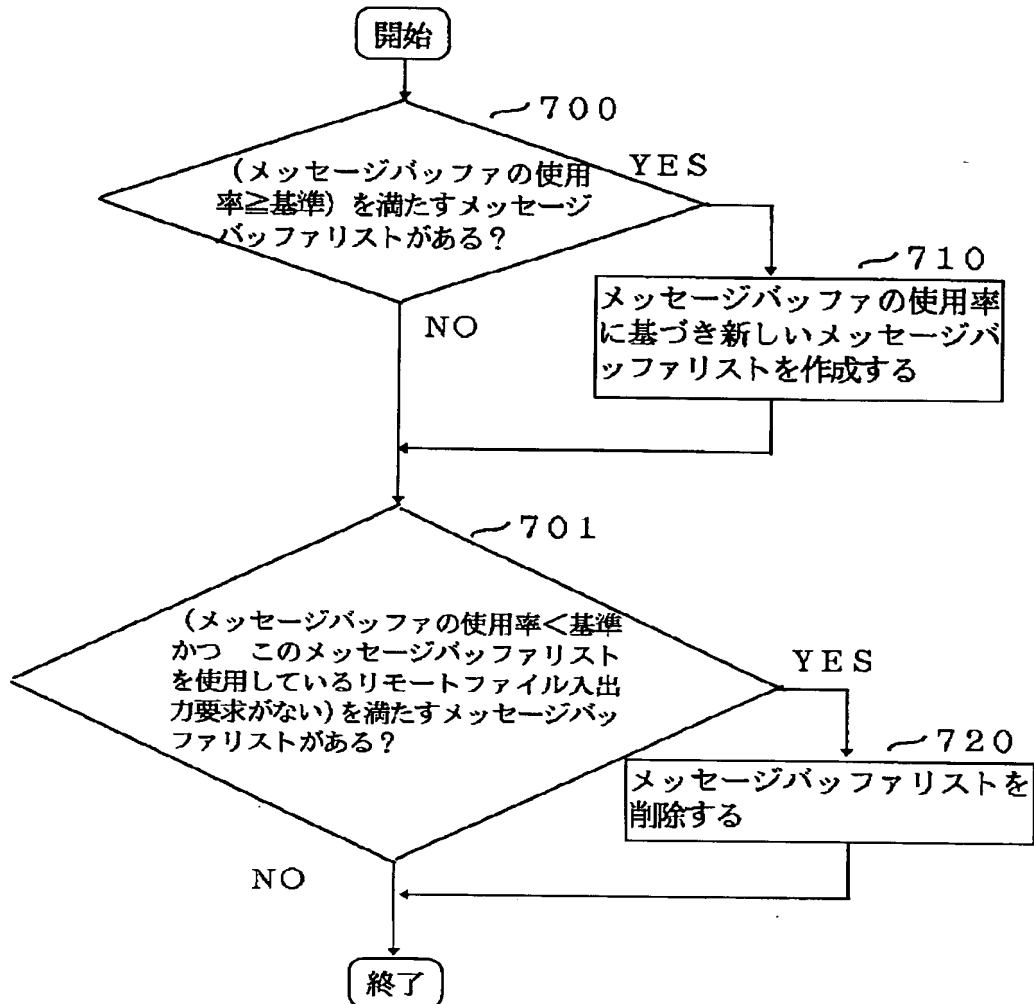 開始
700
(メッセージバッファの使用
率≧基準)を満たすメッセージ
バッファリストがある?
YES
NO
710
メッセージバッファの使用率
に基づき新しいメッセージバ
ッファリストを作成する
701
(メッセージバッファの使用率<基準
かつ このメッセージバッファリスト
を使用しているリモートファイル入出
力要求がない)を満たすメッセージバッ
ファリストがある?
YES
NO
720
メッセージバッファリストを
削除する
終了